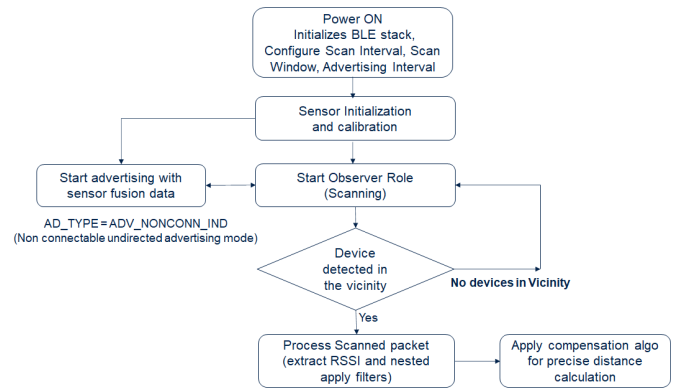 Power ON
Initializes BLE stack,
Configure Scan Interval, Scan
Window, Advertising Interval
Sensor Initialization
and calibration
Start advertising with
sensor fusion data
Start Observer Role
(Scanning)
AD_TYPE = ADV_NONCONN_IND
(Non connectable undirected advertising mode)
Device
detected in
the vicinity
No devices in Vicinity
Yes
Process Scanned packet
(extract RSSI and nested
apply filters)
Apply compensation algo
for precise distance
calculation